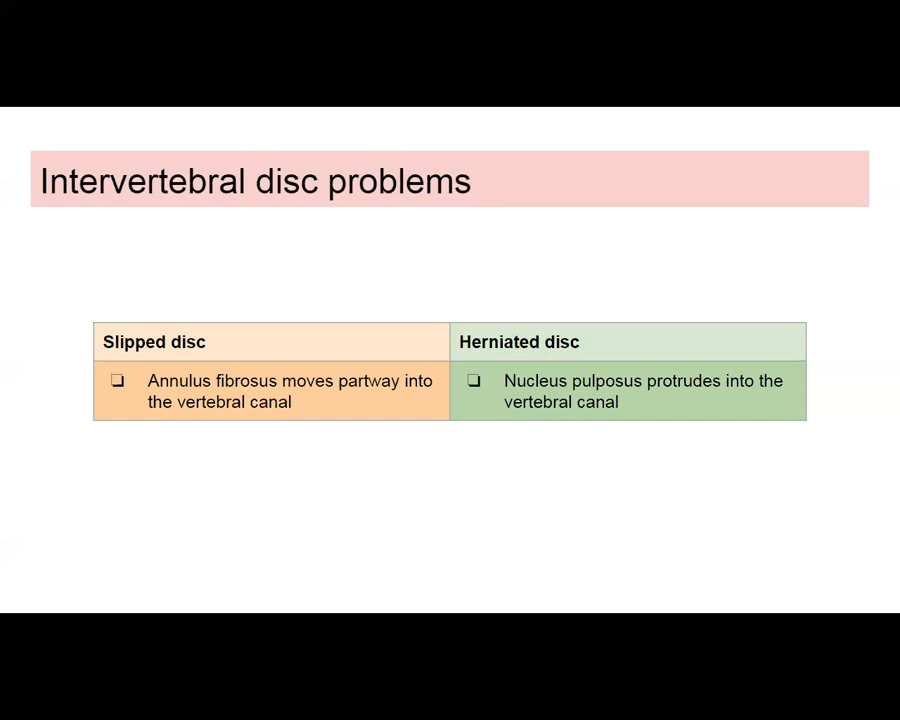 Intervertebral disc problems
Slipped disc
Herniated disc
❏ Annulus fibrosus moves partway into
the vertebral canal
❏ Nucleus pulposus protrudes into the
vertebral canal